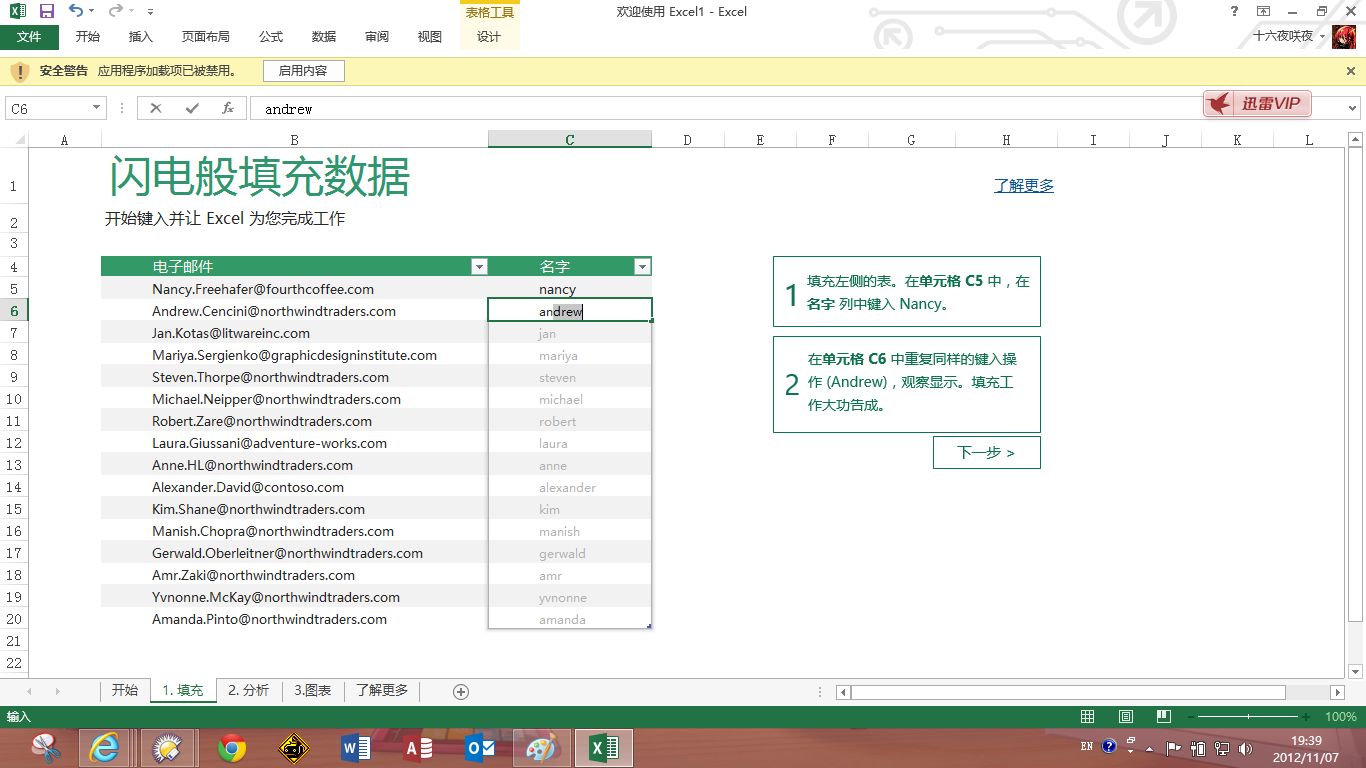 表格工具
欢迎使用 Excel1 - Excel
?
文件
开始
插入
页面布局
公式
数据
审阅
视图
设计
十六夜咲夜
安全警告
应用程序加载项已被禁用。
启用内容
C6
fx
andrew
迅雷VIP
A B C D E F G H I J K L
1
闪电般填充数据
了解更多
2
开始键入并让 Excel 为您完成工作
3
4 电子邮件 名字
5 Nancy.Freehafer@fourthcoffee.com nancy
6 Andrew.Cencini@northwindtraders.com andrew
7 Jan.Kotas@litwareinc.com jan
8 Mariya.Sergienko@graphicdesigninstitute.com mariya
9 Steven.Thorpe@northwindtraders.com steven
10 Michael.Neipper@northwindtraders.com michael
11 Robert.Zare@northwindtraders.com robert
12 Laura.Giussani@adventure-works.com laura
13 Anne.HL@northwindtraders.com anne
14 Alexander.David@contoso.com alexander
15 Kim.Shane@northwindtraders.com kim
16 Manish.Chopra@northwindtraders.com manish
17 Gerwald.Oberleitner@northwindtraders.com gerwald
18 Amr.Zaki@northwindtraders.com amr
19 Yvnonne.McKay@northwindtraders.com yvnonne
20 Amanda.Pinto@northwindtraders.com amanda
21
22
1
填充左侧的表。在单元格 C5 中，在
名字 列中键入 Nancy。
2
在单元格 C6 中重复同样的键入操
作 (Andrew)，观察显示。填充工
作大功告成。
下一步 >
开始
1. 填充
2. 分析
3.图表
了解更多
输入
100%
EN
19:39
2012/11/07